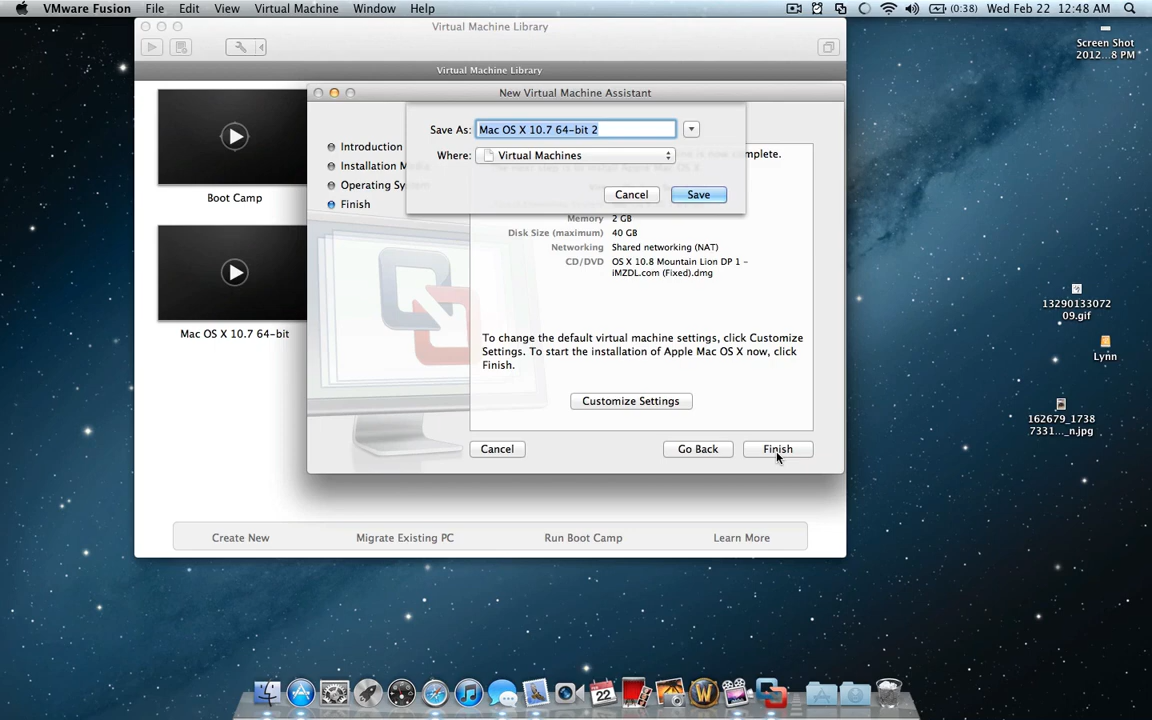 VMware Fusion File Edit View Virtual Machine Window Help (0:38) Wed Feb 22 12:48 AM
Virtual Machine Library
Virtual Machine Library
New Virtual Machine Assistant
Save As: Mac OS X 10.7 64-bit 2
Where: Virtual Machines
Cancel Save
Introduction
Installation M
Operating Sy
Finish
is now complete.
Memory 2 GB
Disk Size (maximum) 40 GB
Networking Shared networking (NAT)
CD/DVD OS X 10.8 Mountain Lion DP 1 -
iMZDL.com (Fixed).dmg
To change the default virtual machine settings, click Customize
Settings. To start the installation of Apple Mac OS X now, click
Finish.
Customize Settings
Cancel Go Back Finish
Boot Camp
Mac OS X 10.7 64-bit
Create New Migrate Existing PC Run Boot Camp Learn More
Screen Shot
2012...8 PM
13290133072
09.gif
Lynn
162679_1738
7331..._n.jpg
22